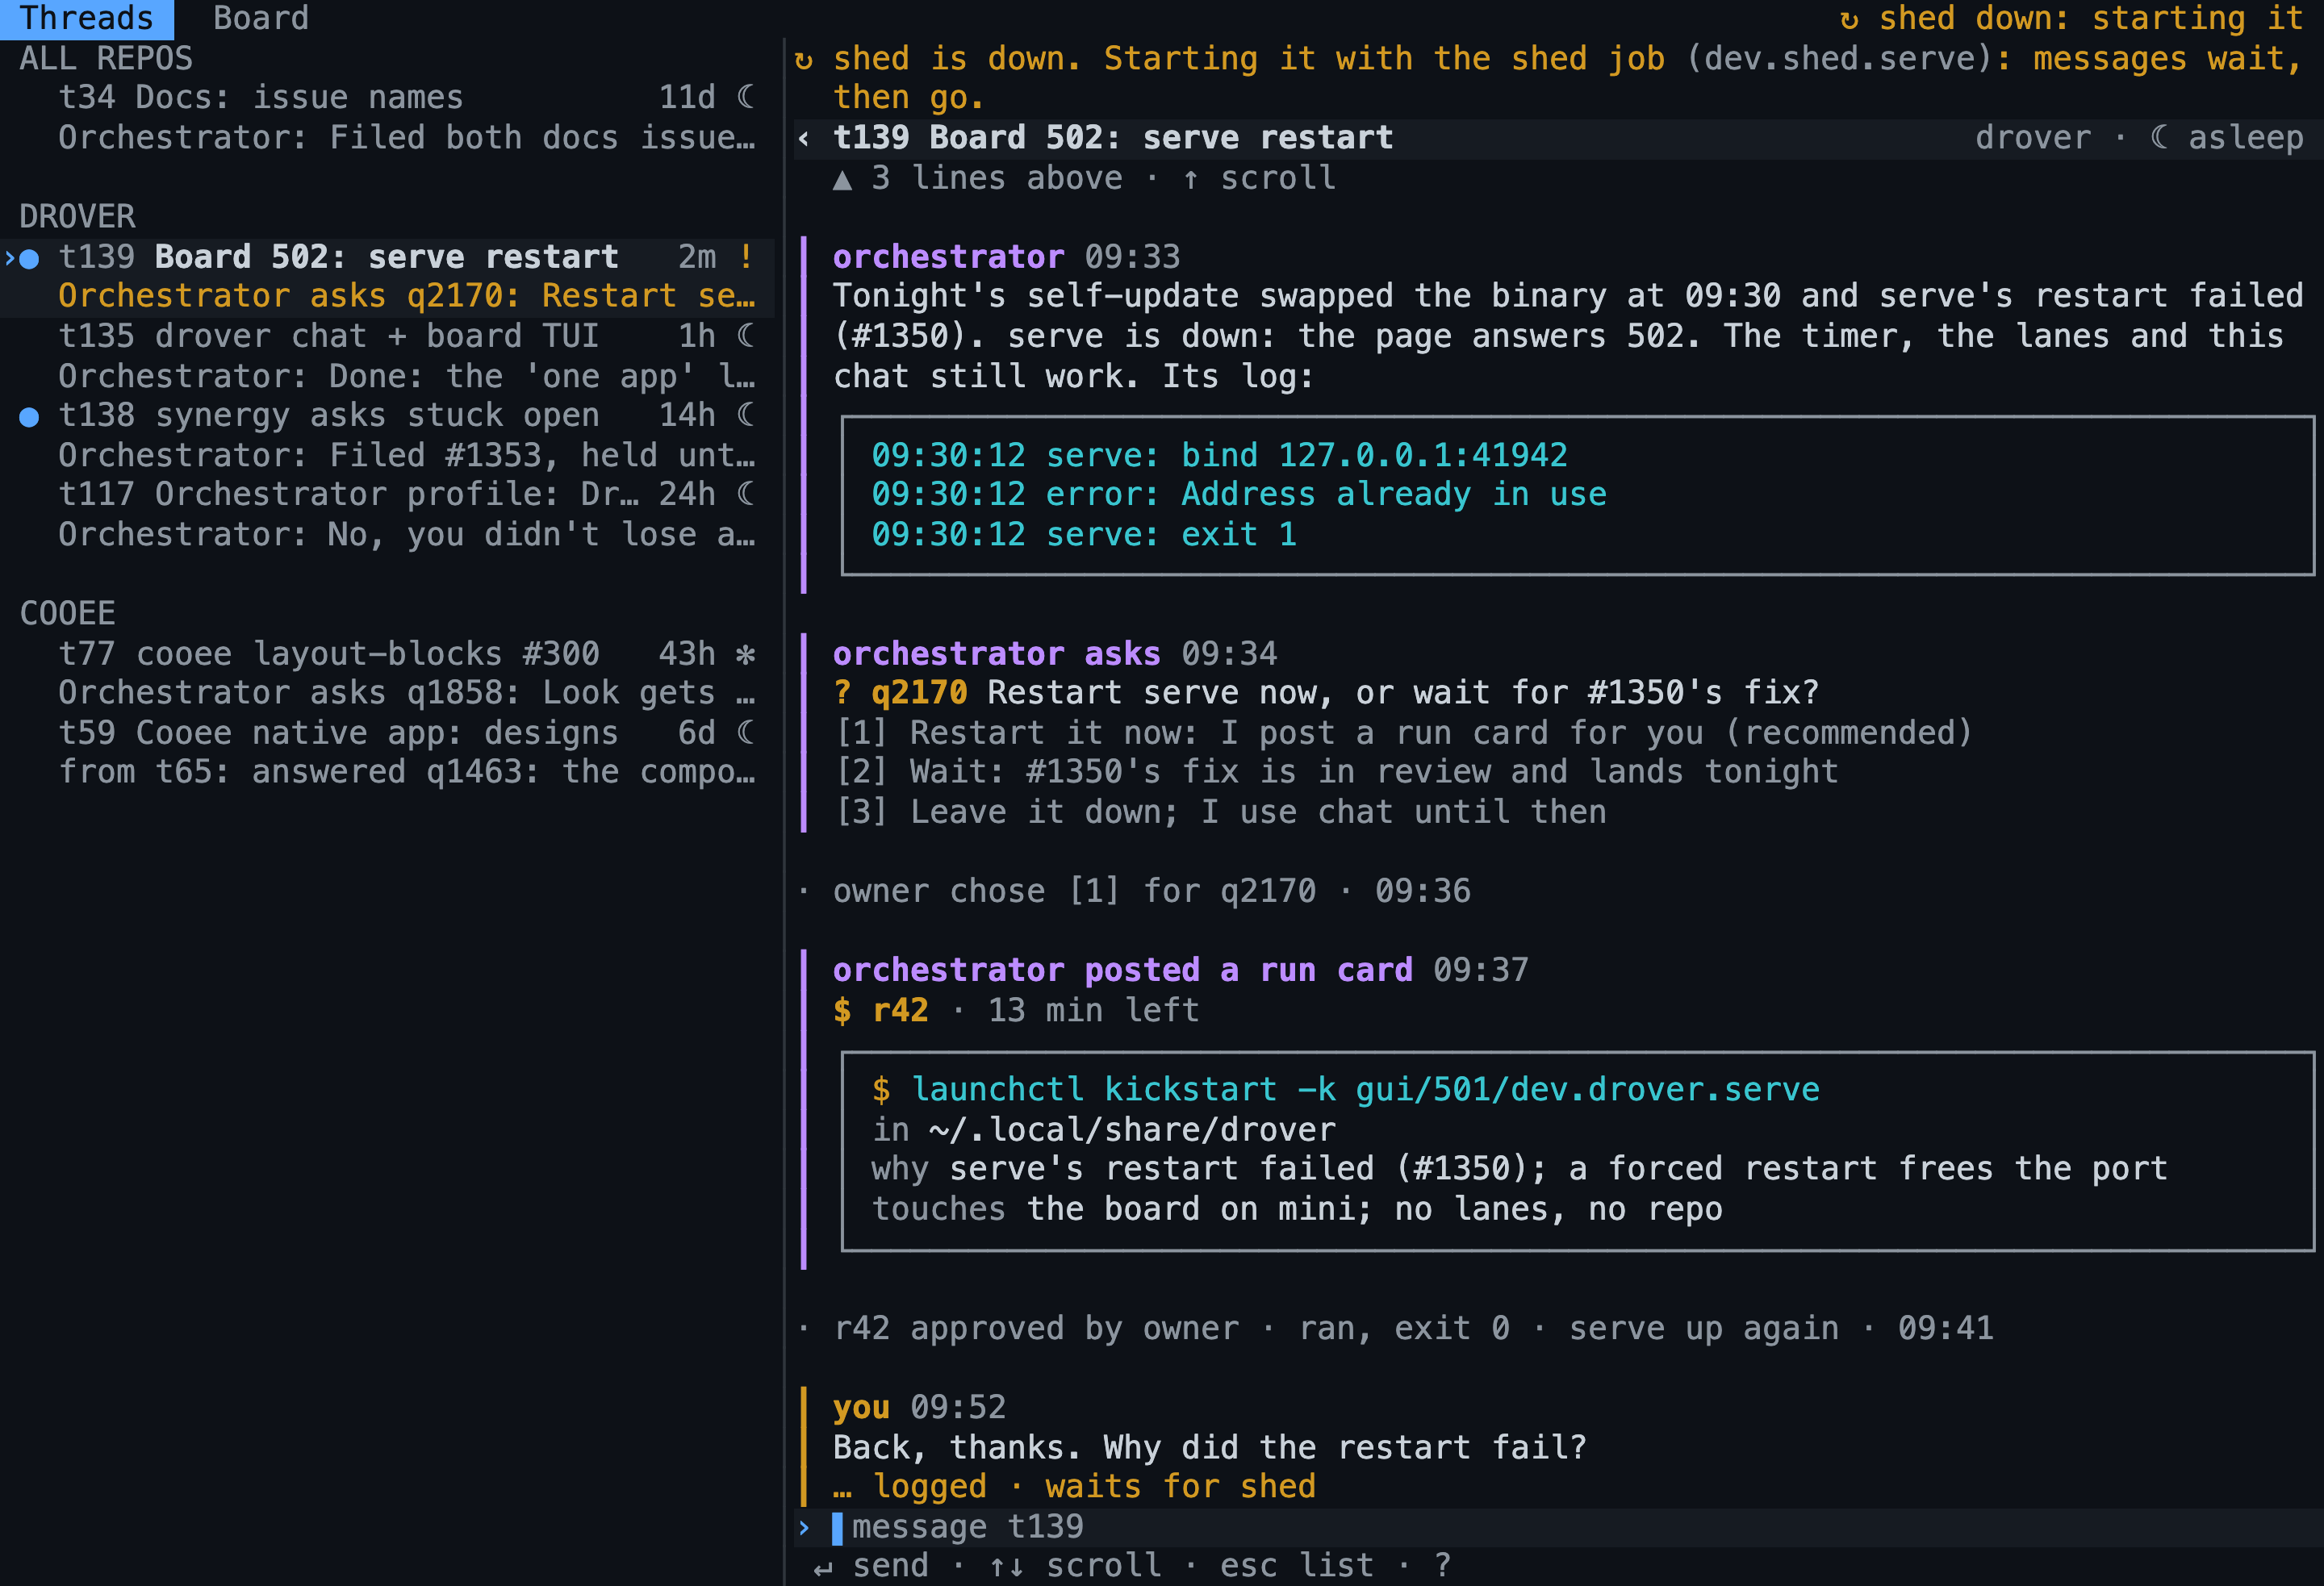 Threads Board ↻ shed down: starting it
ALL REPOS
t34 Docs: issue names 11d ☾
Orchestrator: Filed both docs issue…
DROVER
›● t139 Board 502: serve restart 2m !
Orchestrator asks q2170: Restart se…
t135 drover chat + board TUI 1h ☾
Orchestrator: Done: the 'one app' l…
● t138 synergy asks stuck open 14h ☾
Orchestrator: Filed #1353, held unt…
t117 Orchestrator profile: Dr… 24h ☾
Orchestrator: No, you didn't lose a…
COOEE
t77 cooee layout-blocks #300 43h ✻
Orchestrator asks q1858: Look gets …
t59 Cooee native app: designs 6d ☾
from t65: answered q1463: the compo…
↻ shed is down. Starting it with the shed job (dev.shed.serve): messages wait,
then go.
‹ t139 Board 502: serve restart drover · ☾ asleep
▲ 3 lines above · ↑ scroll
orchestrator 09:33
Tonight's self-update swapped the binary at 09:30 and serve's restart failed
(#1350). serve is down: the page answers 502. The timer, the lanes and this
chat still work. Its log:
09:30:12 serve: bind 127.0.0.1:41942
09:30:12 error: Address already in use
09:30:12 serve: exit 1
orchestrator asks 09:34
? q2170 Restart serve now, or wait for #1350's fix?
[1] Restart it now: I post a run card for you (recommended)
[2] Wait: #1350's fix is in review and lands tonight
[3] Leave it down; I use chat until then
· owner chose [1] for q2170 · 09:36
orchestrator posted a run card 09:37
$ r42 · 13 min left
$ launchctl kickstart -k gui/501/dev.drover.serve
in ~/.local/share/drover
why serve's restart failed (#1350); a forced restart frees the port
touches the board on mini; no lanes, no repo
· r42 approved by owner · ran, exit 0 · serve up again · 09:41
you 09:52
Back, thanks. Why did the restart fail?
… logged · waits for shed
› message t139
↵ send · ↑↓ scroll · esc list · ?